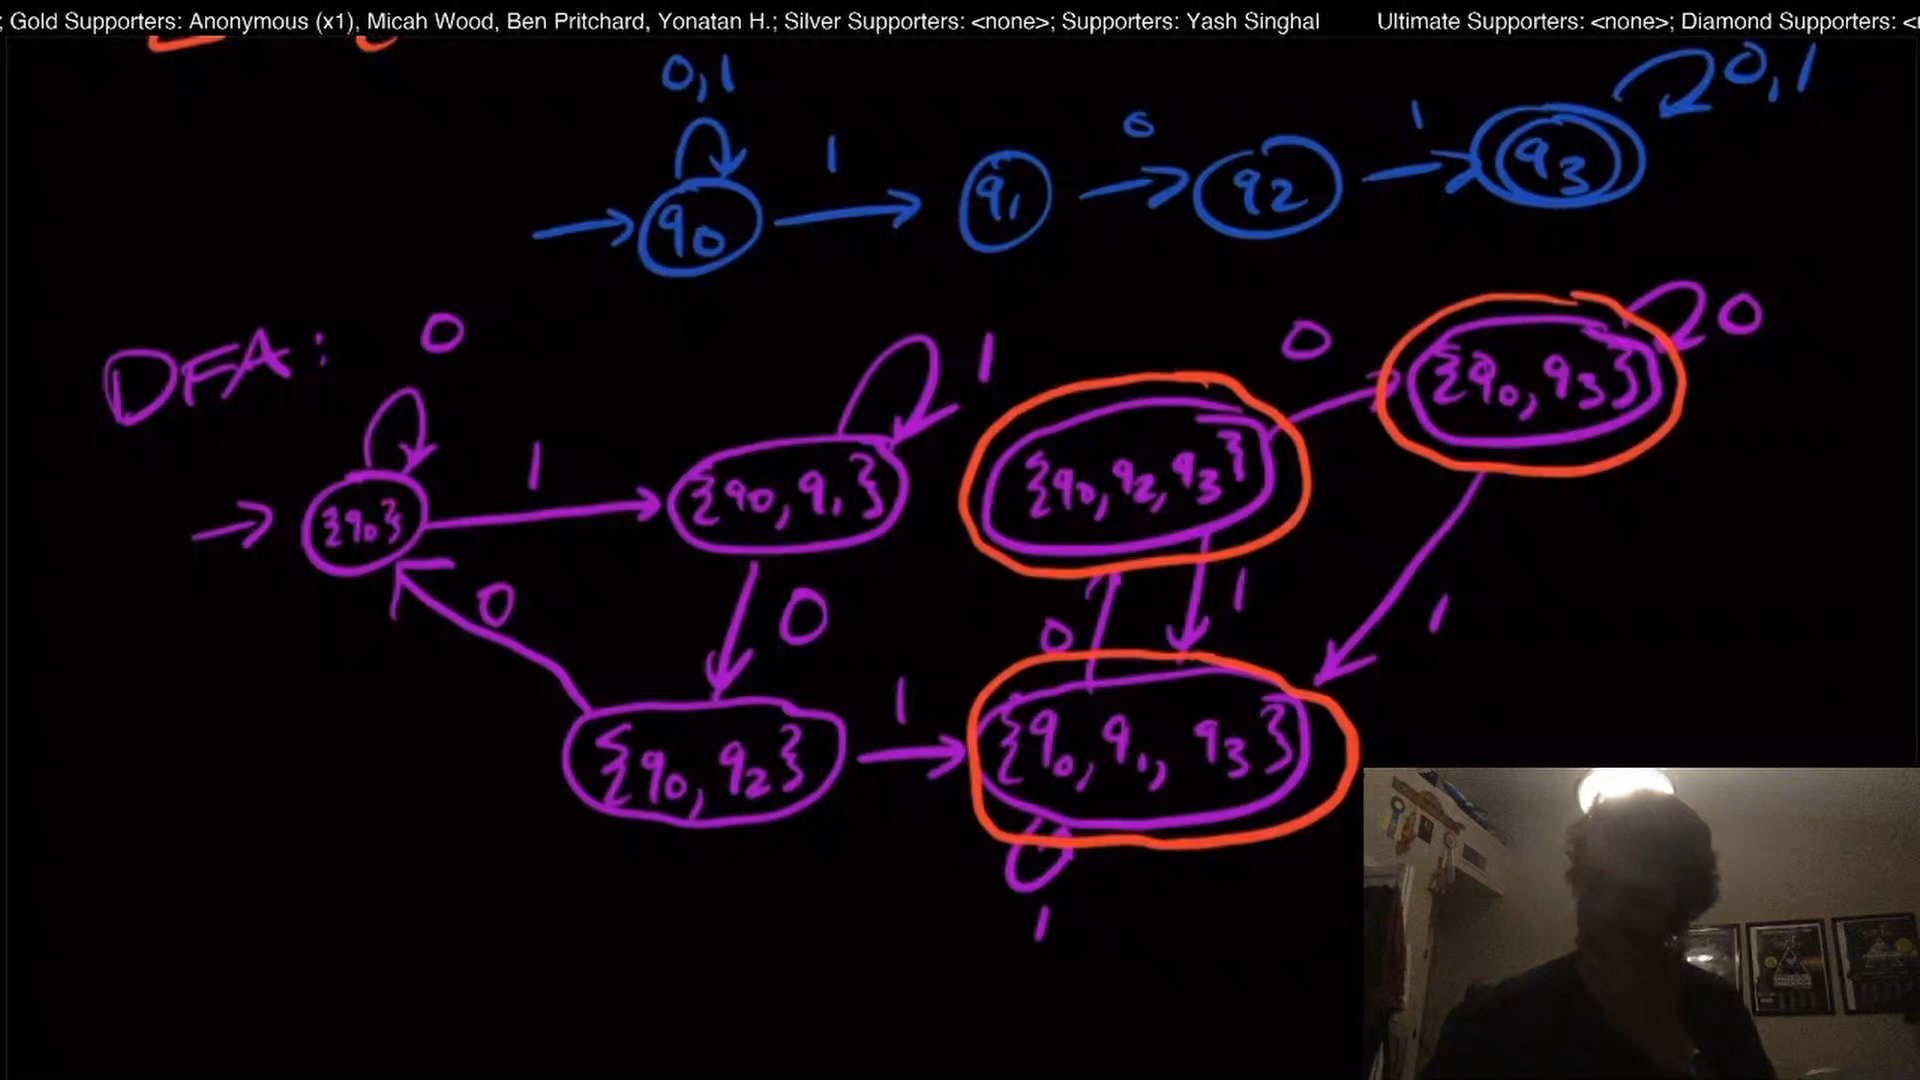 ; Gold Supporters: Anonymous (x1), Micah Wood, Ben Pritchard, Yonatan H.; Silver Supporters: <none>; Supporters: Yash Singhal Ultimate Supporters: <none>; Diamond Supporters: <
0,1
1
0
1
0,1
q0
q1
q2
q3
DFA:
0
1
0
0
{q0}
1
{q0, q1}
{q0, q2, q3}
{q0, q3}
0
0
0
1
1
{q0, q2}
1
{q0, q1, q3}
1